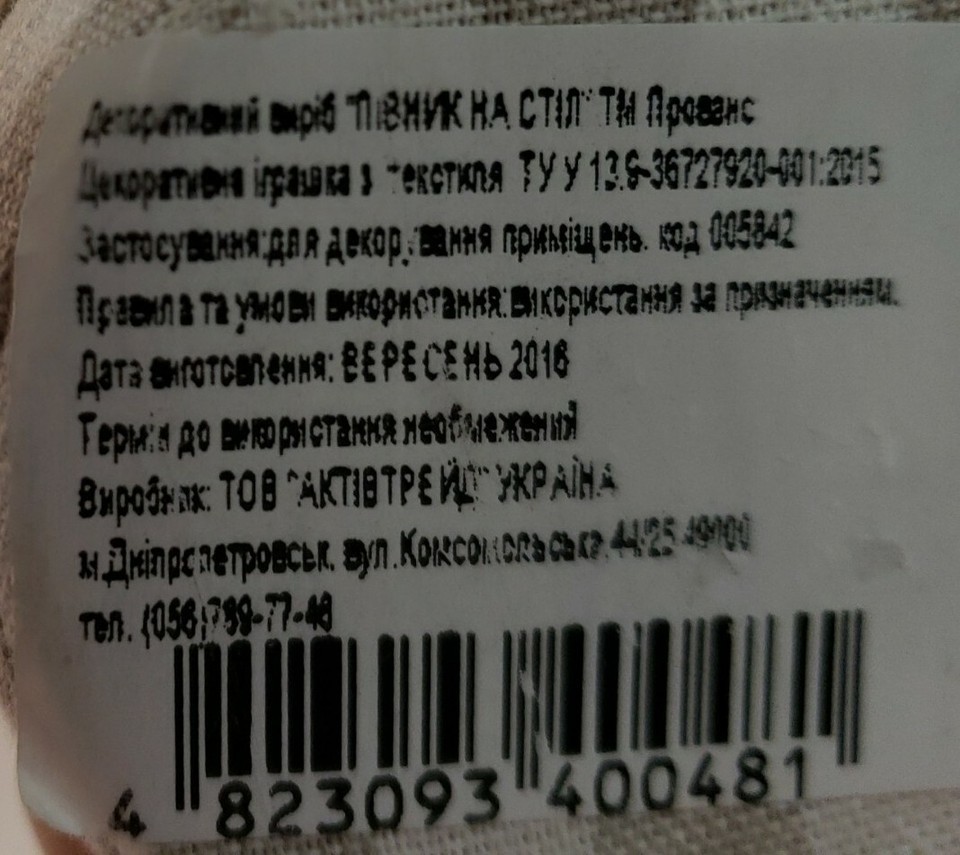 Декоративний виріб "ПІВНИК НА СТІЛ" ТМ Прованс
Декоративна іграшка з текстиля ТУ У 13.9-36727920-001:2015
Застосування:для декорування приміщень. код 005842
Правила та умови використання:використання за призначенням.
Дата виготовлення: ВЕРЕСЕНЬ 2016
Термін до використання необмежений
Виробник: ТОВ "АКТІВТРЕЙД" УКРАЇНА
м.Дніпропетровськ, вул.Комсомольська 44/25 49000
тел. (056)789-77-48
4 823093 400481